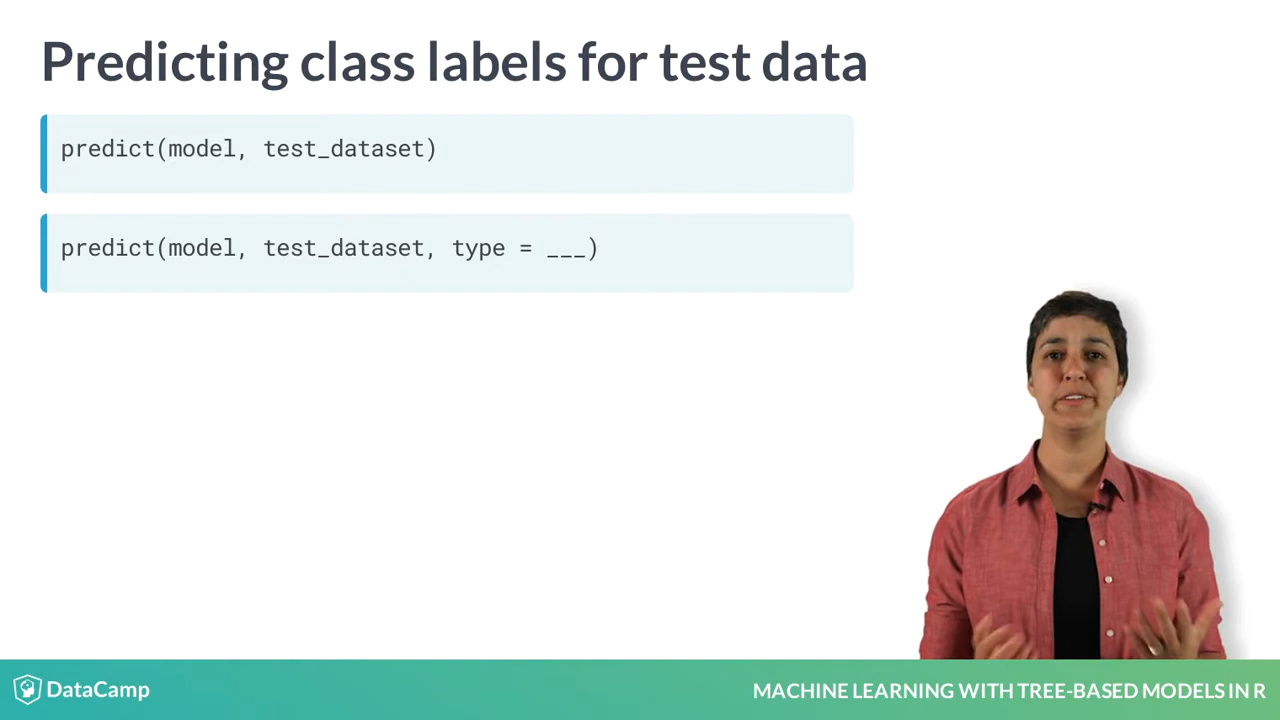 Predicting class labels for test data
predict(model, test_dataset)
predict(model, test_dataset, type = ___)
DataCamp
MACHINE LEARNING WITH TREE-BASED MODELS IN R